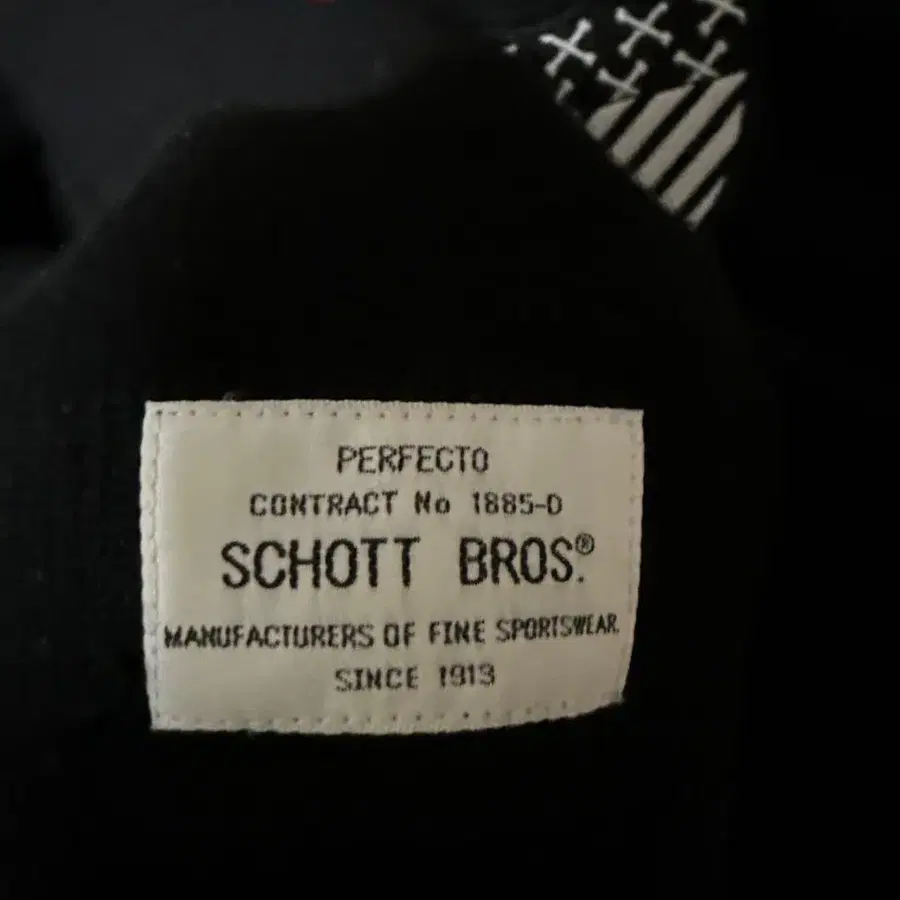 PERFECTO
CONTRACT No 1885-D
SCHOTT BROS.®
MANUFACTURERS OF FINE SPORTSWEAR.
SINCE 1913